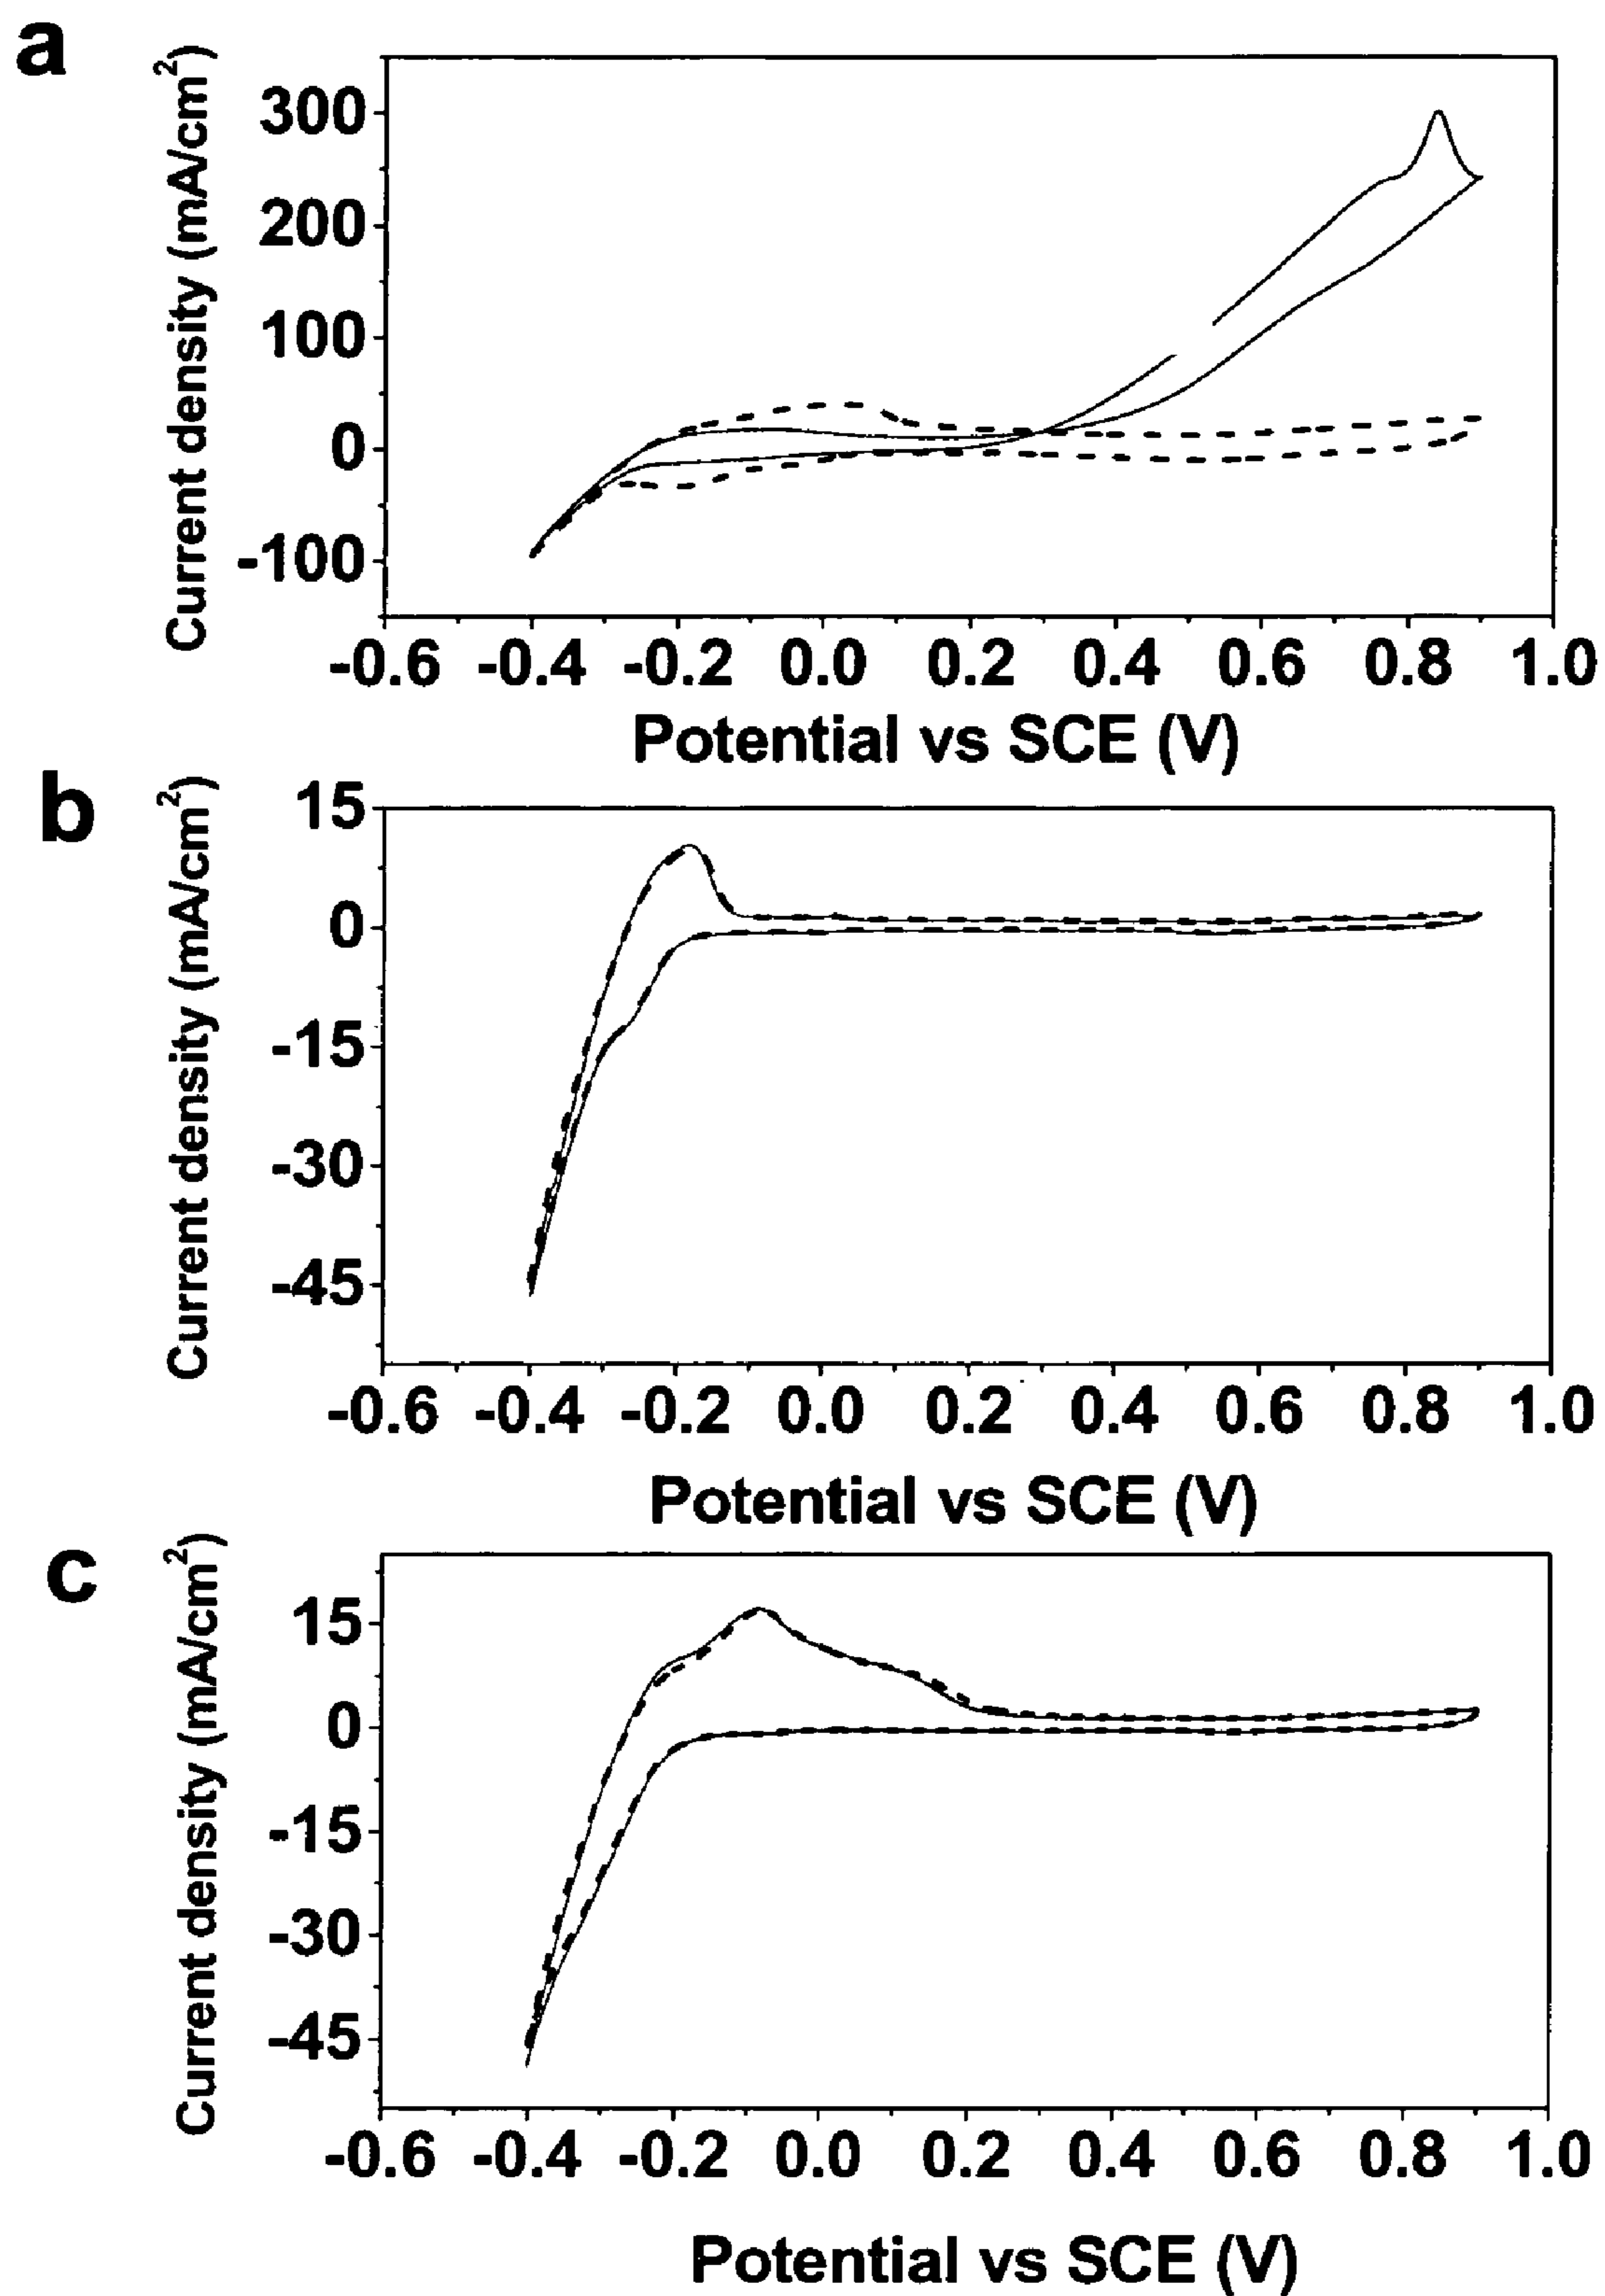 a
Current density (mA/cm²)
300
200
100
0
-100
-0.6 -0.4 -0.2 0.0 0.2 0.4 0.6 0.8 1.0
Potential vs SCE (V)
b
Current density (mA/cm²)
15
0
-15
-30
-45
-0.6 -0.4 -0.2 0.0 0.2 0.4 0.6 0.8 1.0
Potential vs SCE (V)
c
Current density (mA/cm²)
15
0
-15
-30
-45
-0.6 -0.4 -0.2 0.0 0.2 0.4 0.6 0.8 1.0
Potential vs SCE (V)